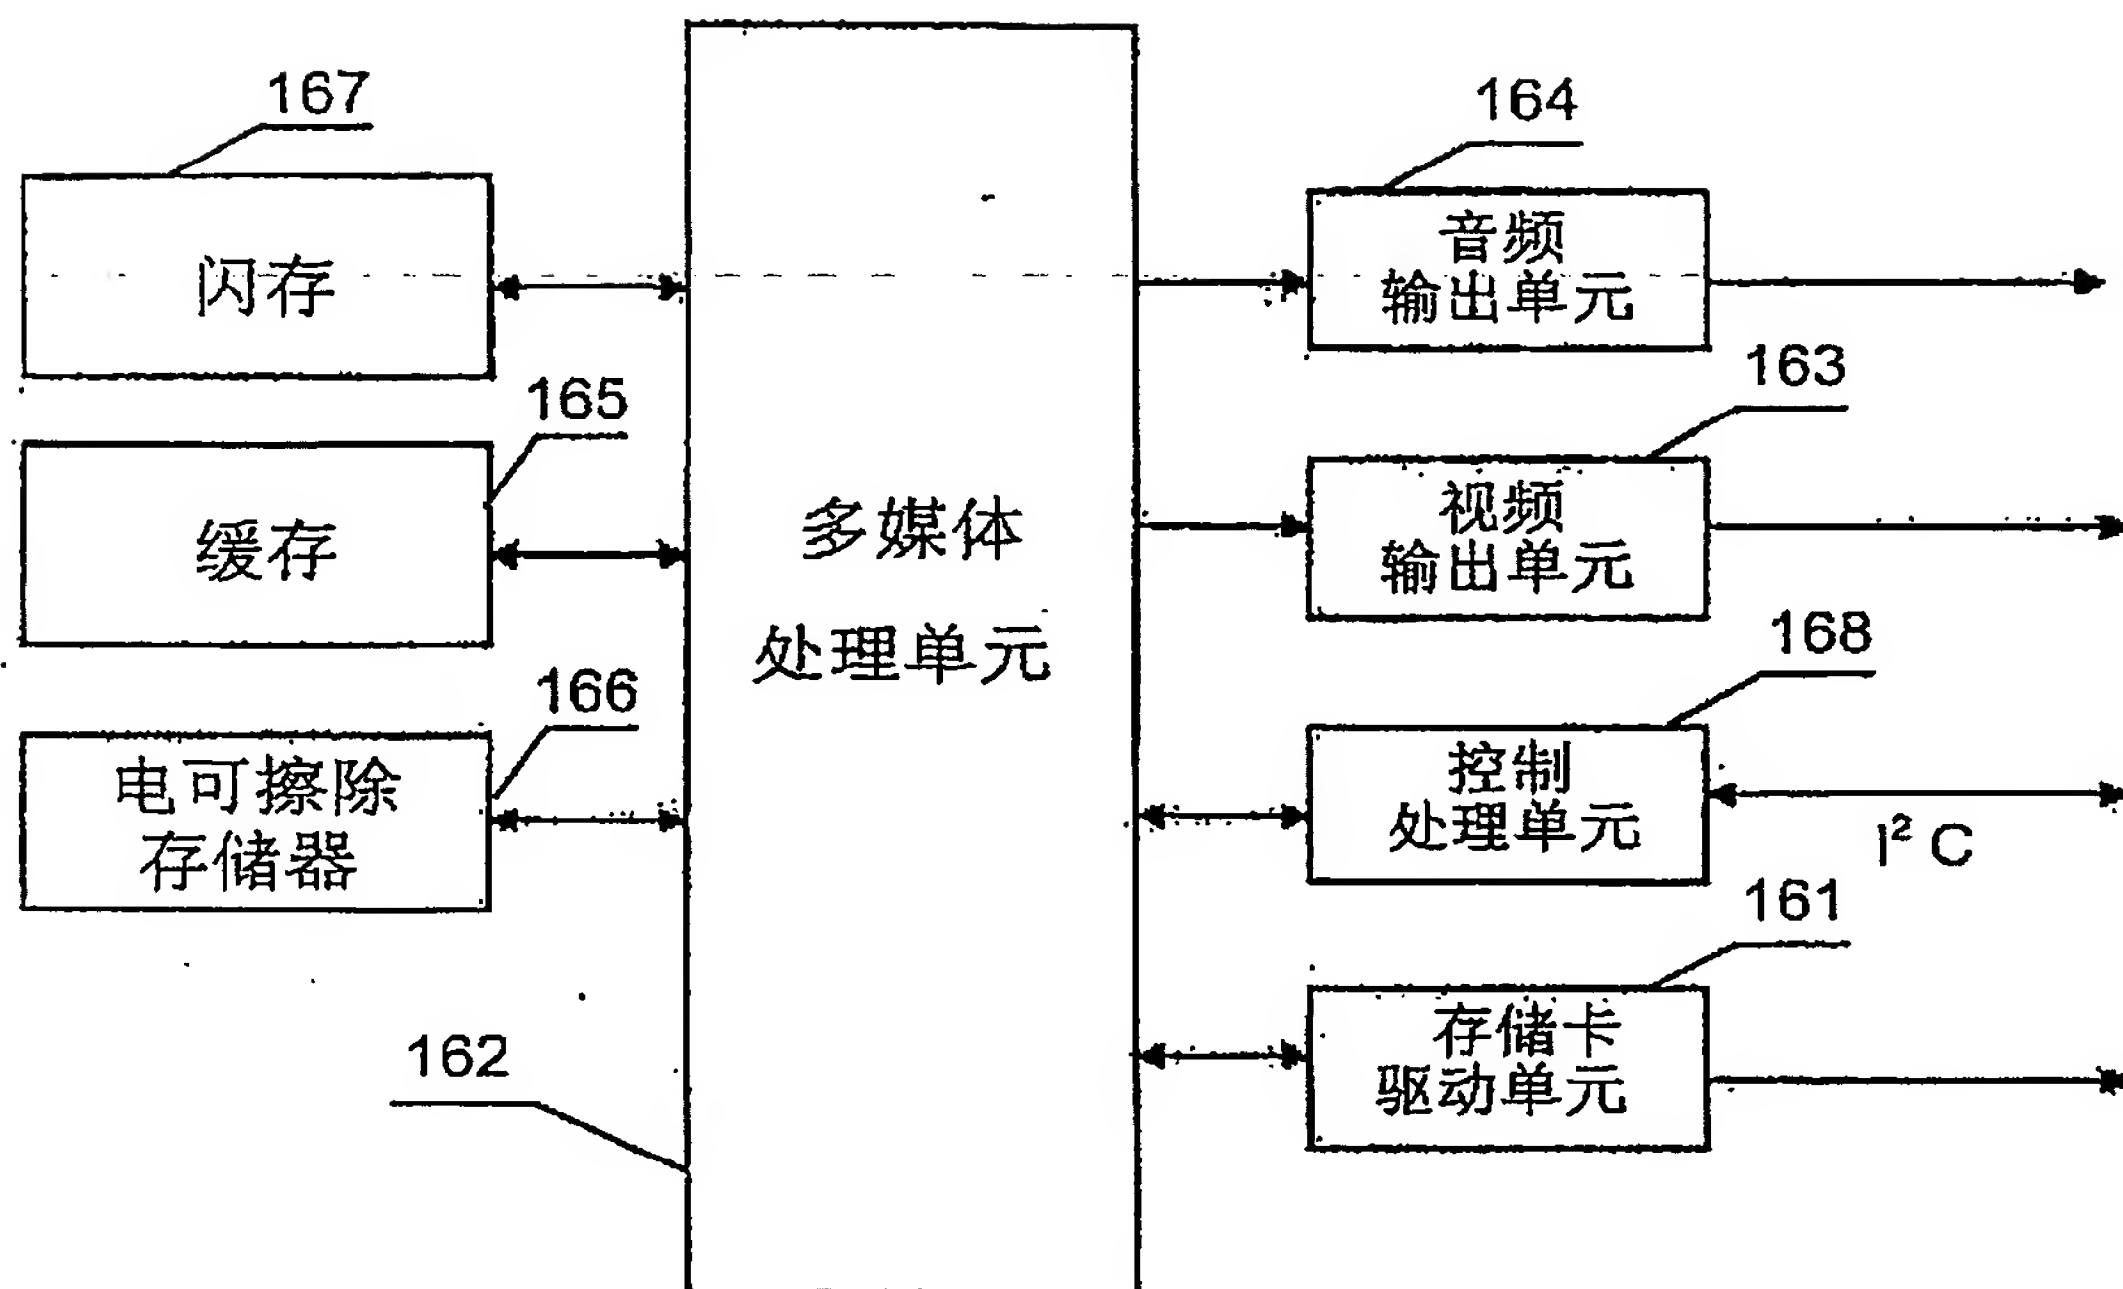 167
闪存
165
缓存
166
电可擦除
存储器
162
多媒体
处理单元
164
音频
输出单元
163
视频
输出单元
168
控制
处理单元
I² C
161
存储卡
驱动单元